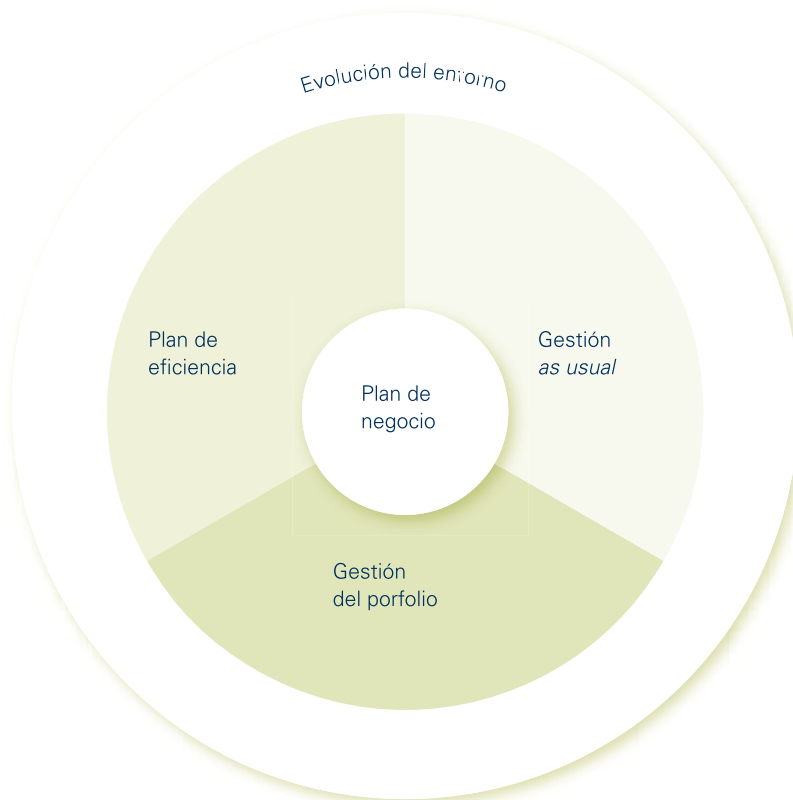 Evolución del entorno
Plan de
eficiencia
Gestión
as usual
Plan de
negocio
Gestión
del porfolio